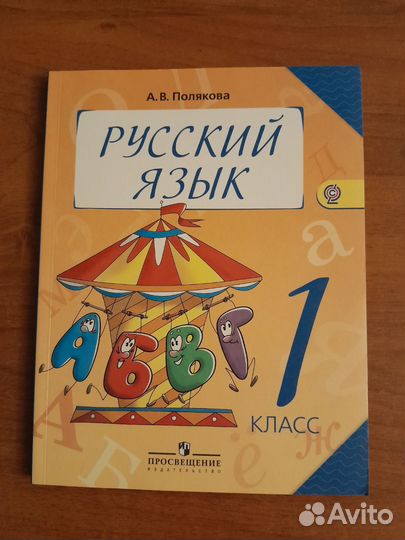 А. В. Полякова
РУССКИЙ
ЯЗЫК
А Б В Г
1
КЛАСС
ПРОСВЕЩЕНИЕ
ИЗДАТЕЛЬСТВО
Avito